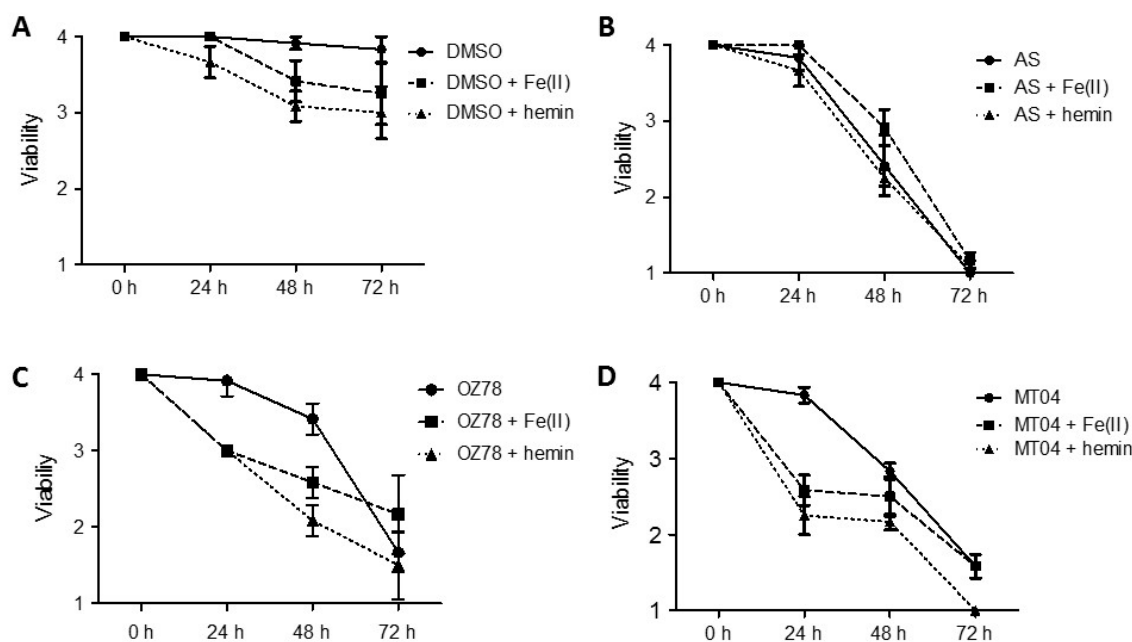 A
Viability
4
3
2
1
0 h 24 h 48 h 72 h
DMSO
DMSO + Fe(II)
DMSO + hemin
B
Viability
4
3
2
1
0 h 24 h 48 h 72 h
AS
AS + Fe(II)
AS + hemin
C
Viability
4
3
2
1
0 h 24 h 48 h 72 h
OZ78
OZ78 + Fe(II)
OZ78 + hemin
D
Viability
4
3
2
1
0 h 24 h 48 h 72 h
MT04
MT04 + Fe(II)
MT04 + hemin